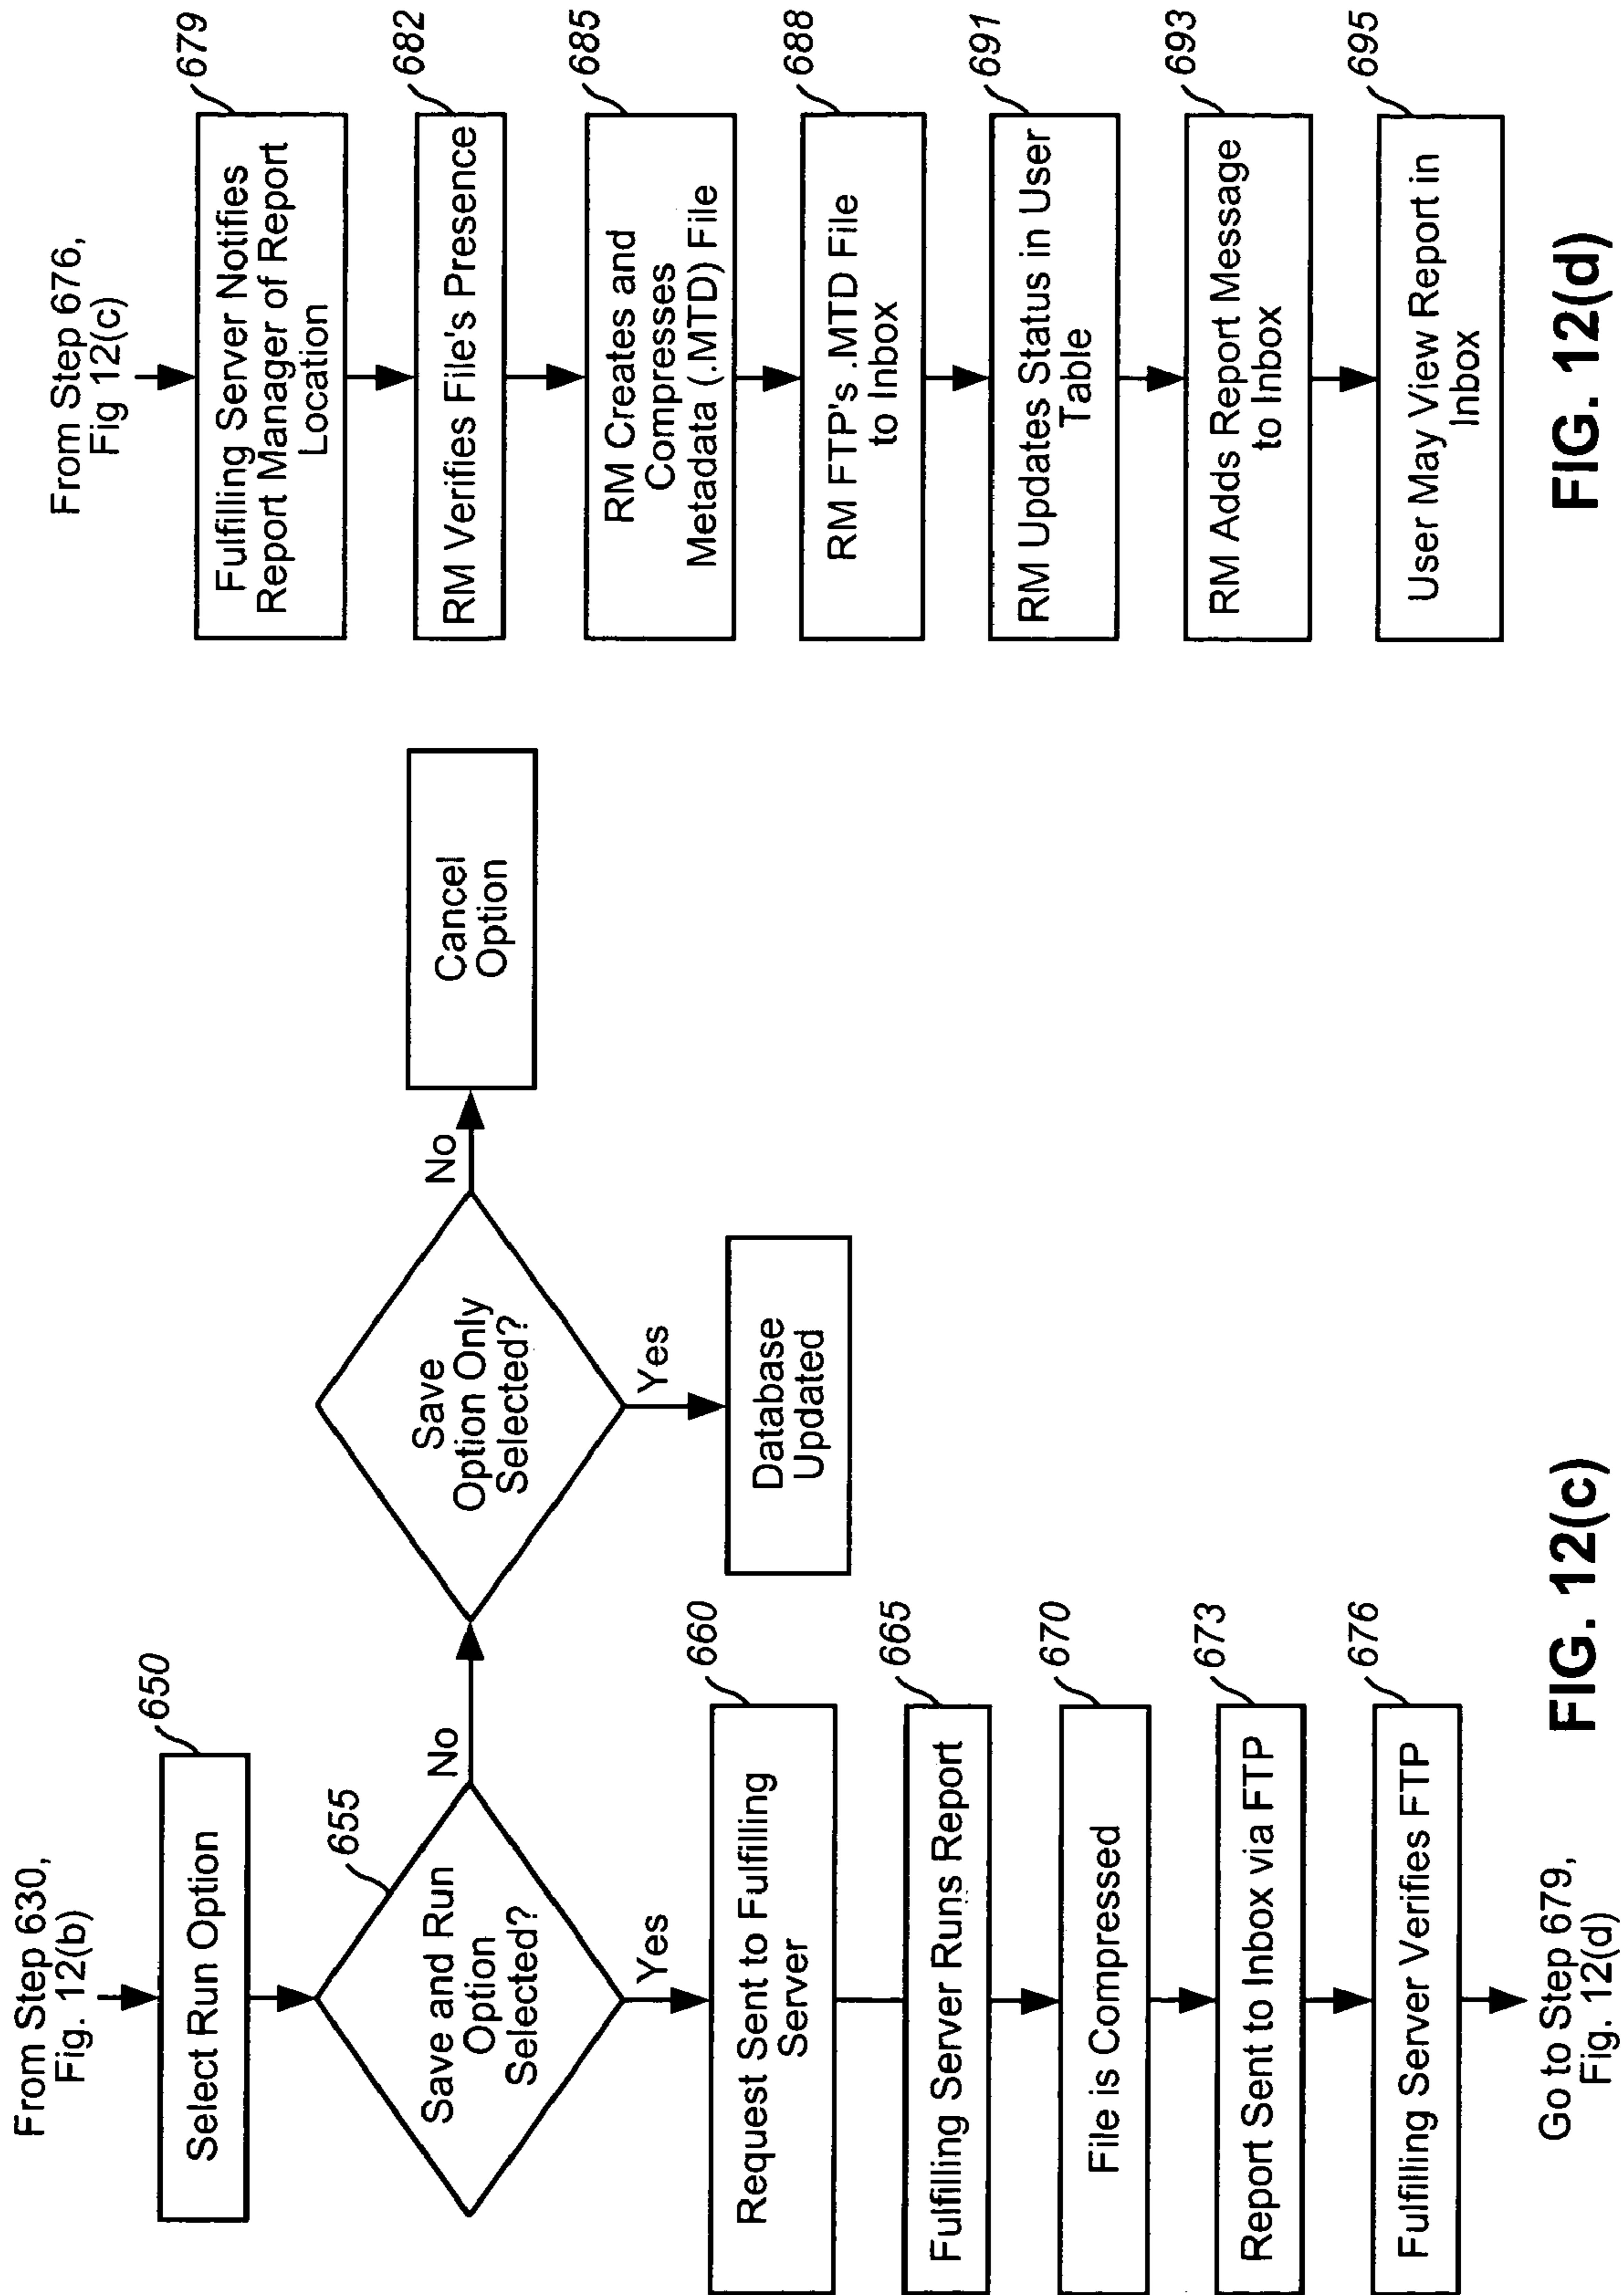 From Step 630,
Fig. 12(b)
650
Select Run Option
655
Save and Run
Option
Selected?
No
Yes
Save
Option Only
Selected?
No
Cancel
Option
Yes
Database
Updated
660
Request Sent to Fulfilling
Server
665
Fulfilling Server Runs Report
670
File is Compressed
673
Report Sent to Inbox via FTP
676
Fulfilling Server Verifies FTP
Go to Step 679,
Fig. 12(d)
FIG. 12(c)
From Step 676,
Fig 12(c)
679
Fulfilling Server Notifies
Report Manager of Report
Location
682
RM Verifies File's Presence
685
RM Creates and
Compresses
Metadata (.MTD) File
688
RM FTP's .MTD File
to Inbox
691
RM Updates Status in User
Table
693
RM Adds Report Message
to Inbox
695
User May View Report in
Inbox
FIG. 12(d)